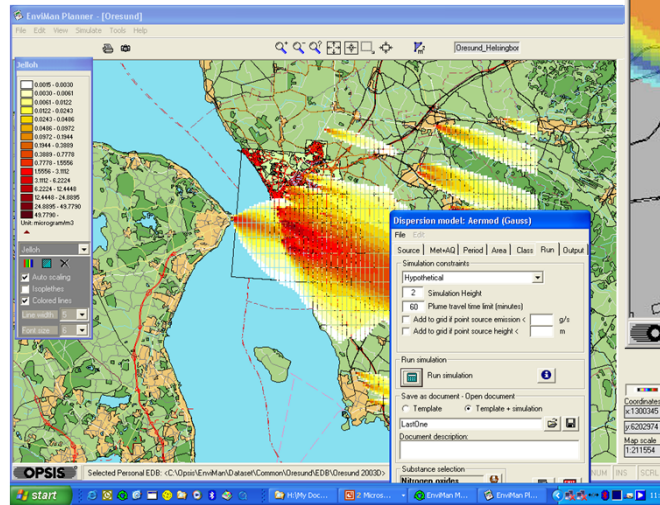 EnviMan Planner - [Oresund]
File Edit View Simulate Tools Help
Oresund_Helsingbor
Jelloh
0.0015 - 0.0030
0.0030 - 0.0061
0.0061 - 0.0122
0.0122 - 0.0243
0.0243 - 0.0486
0.0486 - 0.0972
0.0972 - 0.1944
0.1944 - 0.3889
0.3889 - 0.7778
0.7778 - 1.5556
1.5556 - 3.1112
3.1112 - 6.2224
6.2224 - 12.4448
12.4448 - 24.8895
24.8895 - 49.7790
49.7790 -
Unit: microgram/m3
Jelloh
Auto scaling
Isoplethes
Colored lines
Line width 5
Font size 6
Dispersion model: Aermod (Gauss)
File Edit
Source Met+AQ Period Area Class Run Output
Simulation constraints
Hypothetical
2 Simulation Height
60 Plume travel time limit (minutes)
Add to grid if point source emission < g/s
Add to grid if point source height < m
Run simulation
Run simulation
Save as document - Open document
Template Template + simulation
LastOne
Document description:
Substance selection
Nitrogen oxides
Coordinates
x:1300345
y:6202974
Map scale
1:211554
OPSIS Selected Personal EDB: <C:\Opsis\EnviMan\Dataset\Common\Oresund\EDB\Oresund 2003D>
NUM INS SCRL
start H:\My Doc... 2 Micros... EnviMan M... EnviMan Pl...